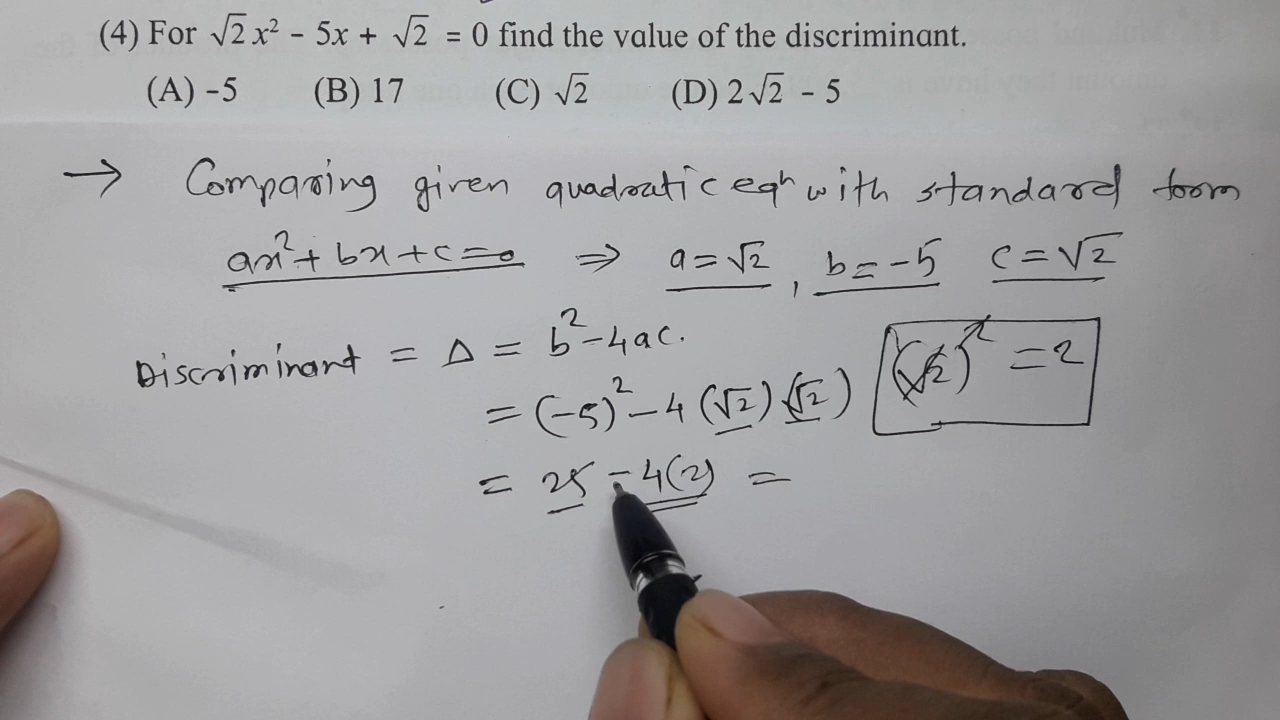 (4) For √2 x² - 5x + √2 = 0 find the value of the discriminant.
(A) -5 (B) 17 (C) √2 (D) 2√2 - 5
→ Comparing given quadratic eqn with standard form
ax² + bx + c = 0 ⇒ a = √2 , b = -5 c = √2
Discriminant = Δ = b² - 4ac.
= (-5)² - 4 (√2) (√2) (√2)² = 2
= 25 - 4(2) =